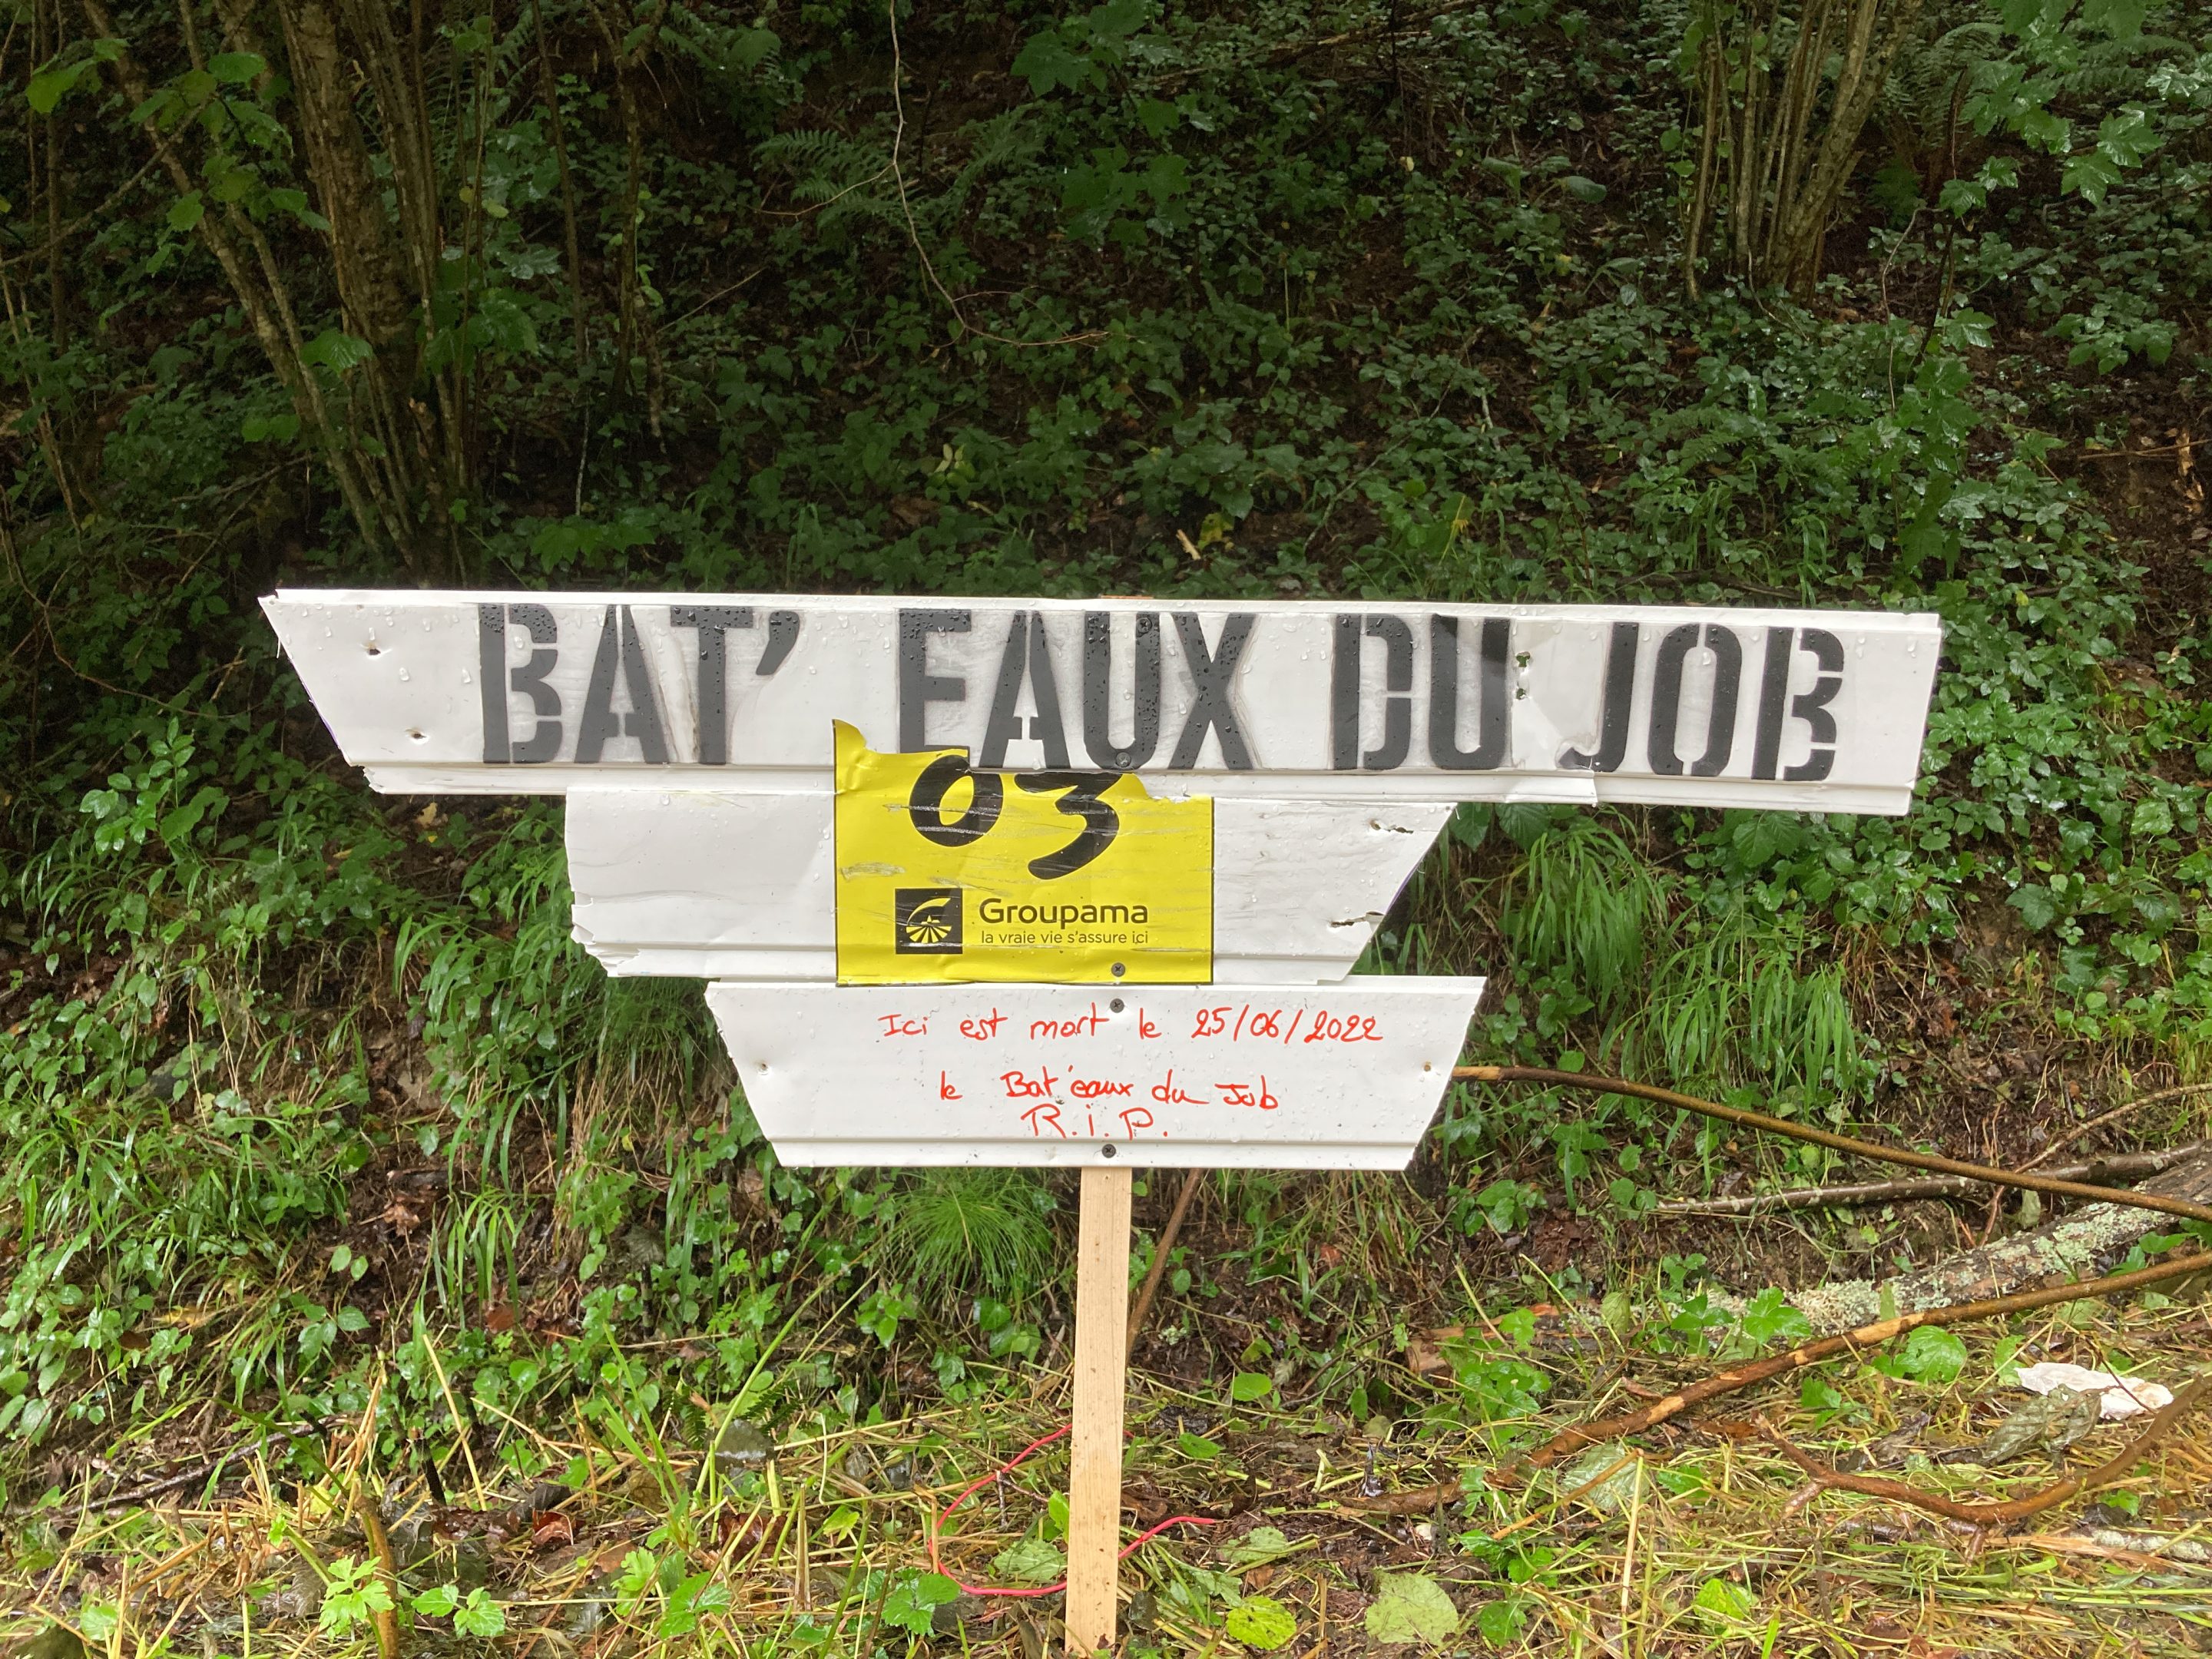 BAT' EAUX DU JOB
03
Groupama
la vraie vie s'assure ici
Ici est mort le 25/06/2022
le Bat'eaux du Job
R.i.P.